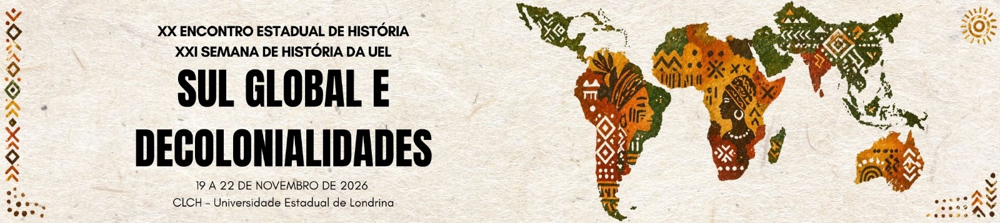 XX ENCONTRO ESTADUAL DE HISTÓRIA
XXI SEMANA DE HISTÓRIA DA UEL
SUL GLOBAL E
DECOLONIALIDADES
19 A 22 DE NOVEMBRO DE 2026
CLCH – Universidade Estadual de Londrina